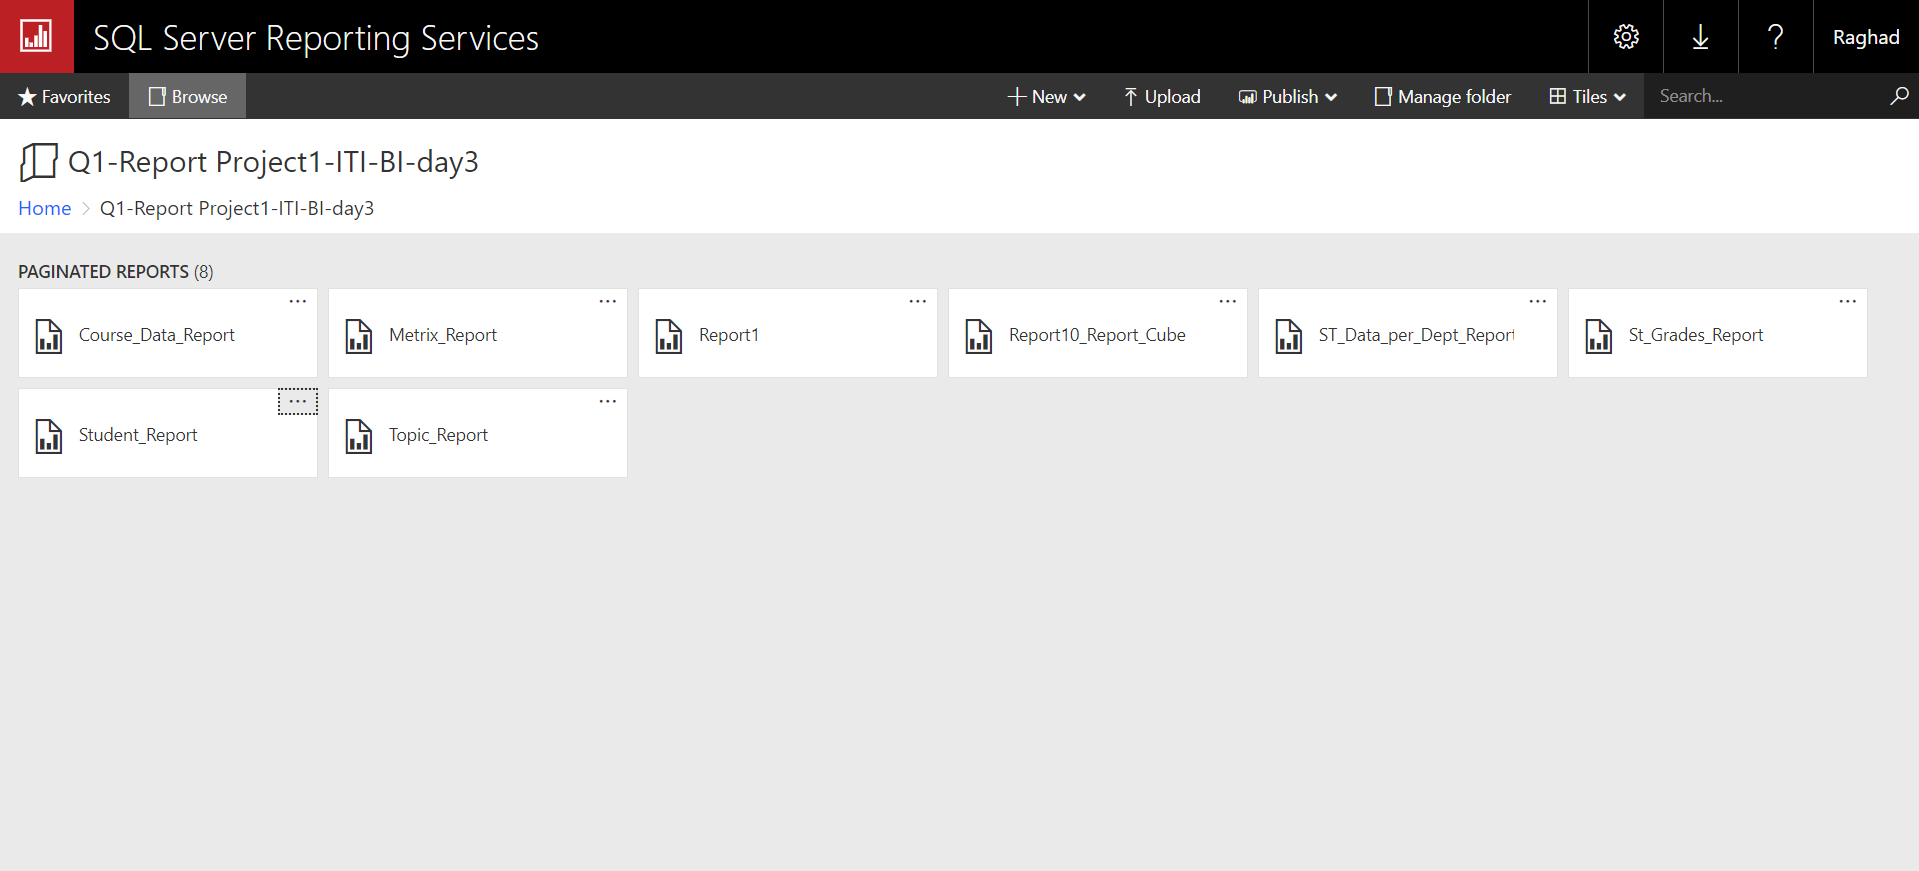 SQL Server Reporting Services
Raghad
Favorites Browse New Upload Publish Manage folder Tiles Search...
Q1-Report Project1-ITI-BI-day3
Home > Q1-Report Project1-ITI-BI-day3
PAGINATED REPORTS (8)
Course_Data_Report Metrix_Report Report1 Report10_Report_Cube ST_Data_per_Dept_Report St_Grades_Report
Student_Report Topic_Report